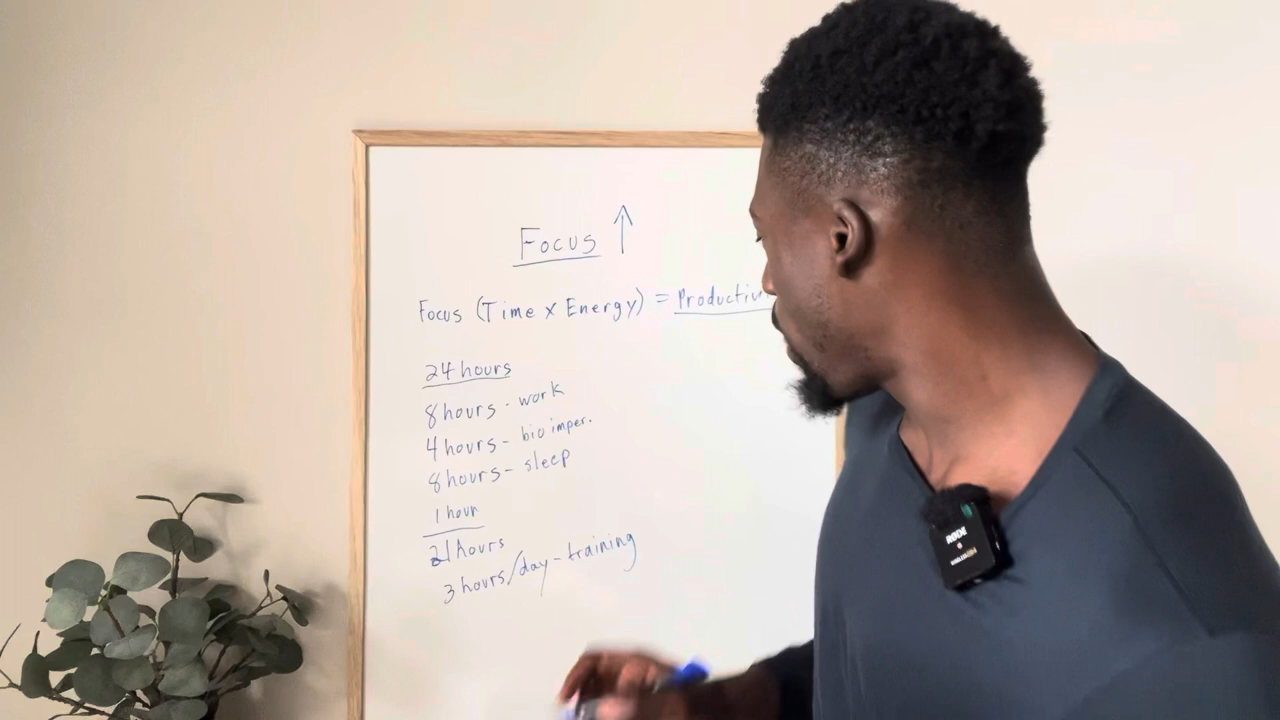 Focus ↑
Focus (Time x Energy) = Productiv
24 hours
8 hours - work
4 hours - bio imper.
8 hours - sleep
1 hour
21 hours
3 hours/day - training
RODE